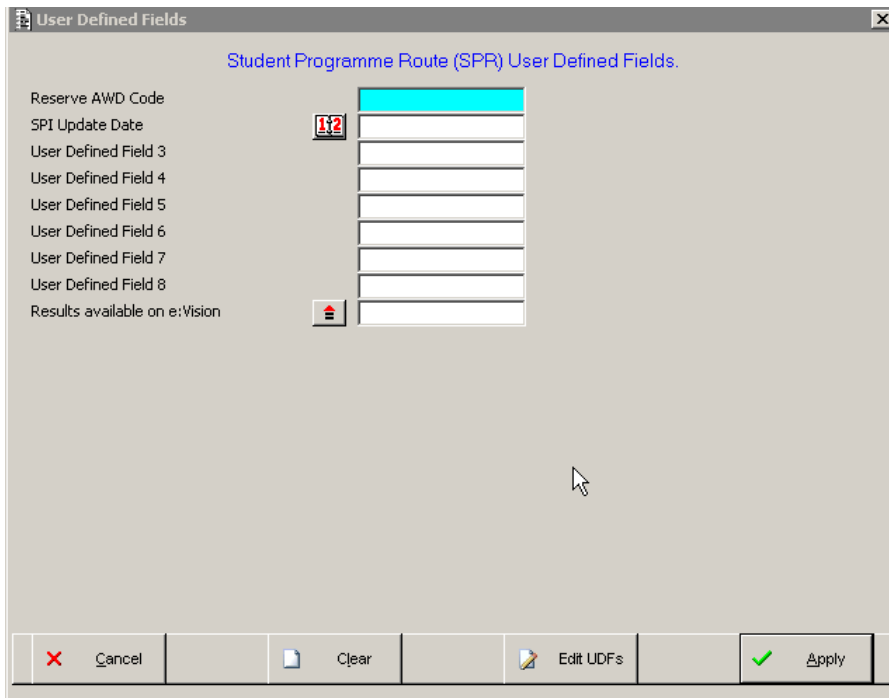 User Defined Fields
Student Programme Route (SPR) User Defined Fields.
Reserve AWD Code
SPI Update Date
User Defined Field 3
User Defined Field 4
User Defined Field 5
User Defined Field 6
User Defined Field 7
User Defined Field 8
Results available on e:Vision
Cancel Clear Edit UDFs Apply